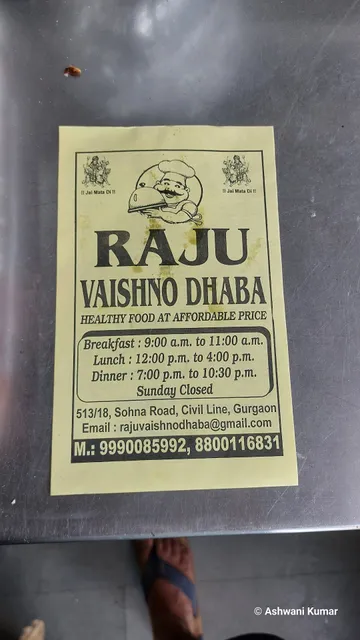 !! Jai Mata Di !!
!! Jai Mata Di !!
RAJU
VAISHNO DHABA
HEALTHY FOOD AT AFFORDABLE PRICE
Breakfast : 9:00 a.m. to 11:00 a.m.
Lunch : 12:00 p.m. to 4:00 p.m.
Dinner : 7:00 p.m. to 10:30 p.m.
Sunday Closed
513/18, Sohna Road, Civil Line, Gurgaon
Email : rajuvaishnodhaba@gmail.com
M.: 9990085992, 8800116831
© Ashwani Kumar